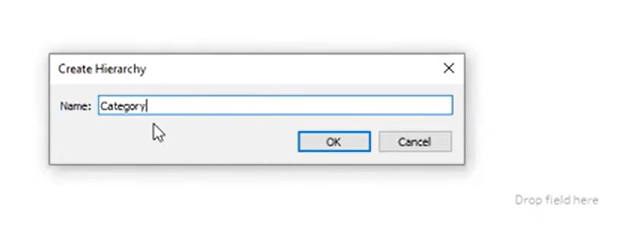 Create Hierarchy
Name: Category
OK Cancel
Drop field here